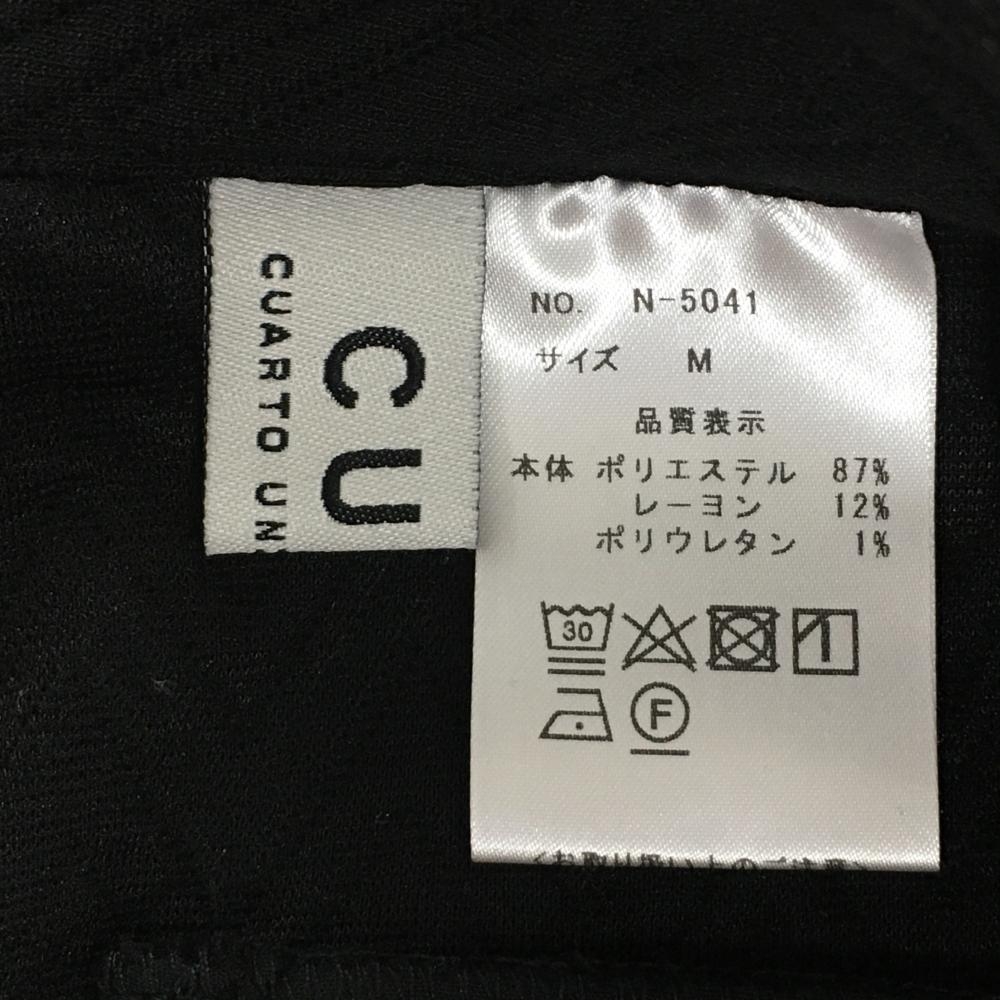 CU
CUARTO UN
NO. N-5041
サイズ M
品質表示
本体 ポリエステル 87%
レーヨン 12%
ポリウレタン 1%
30
F